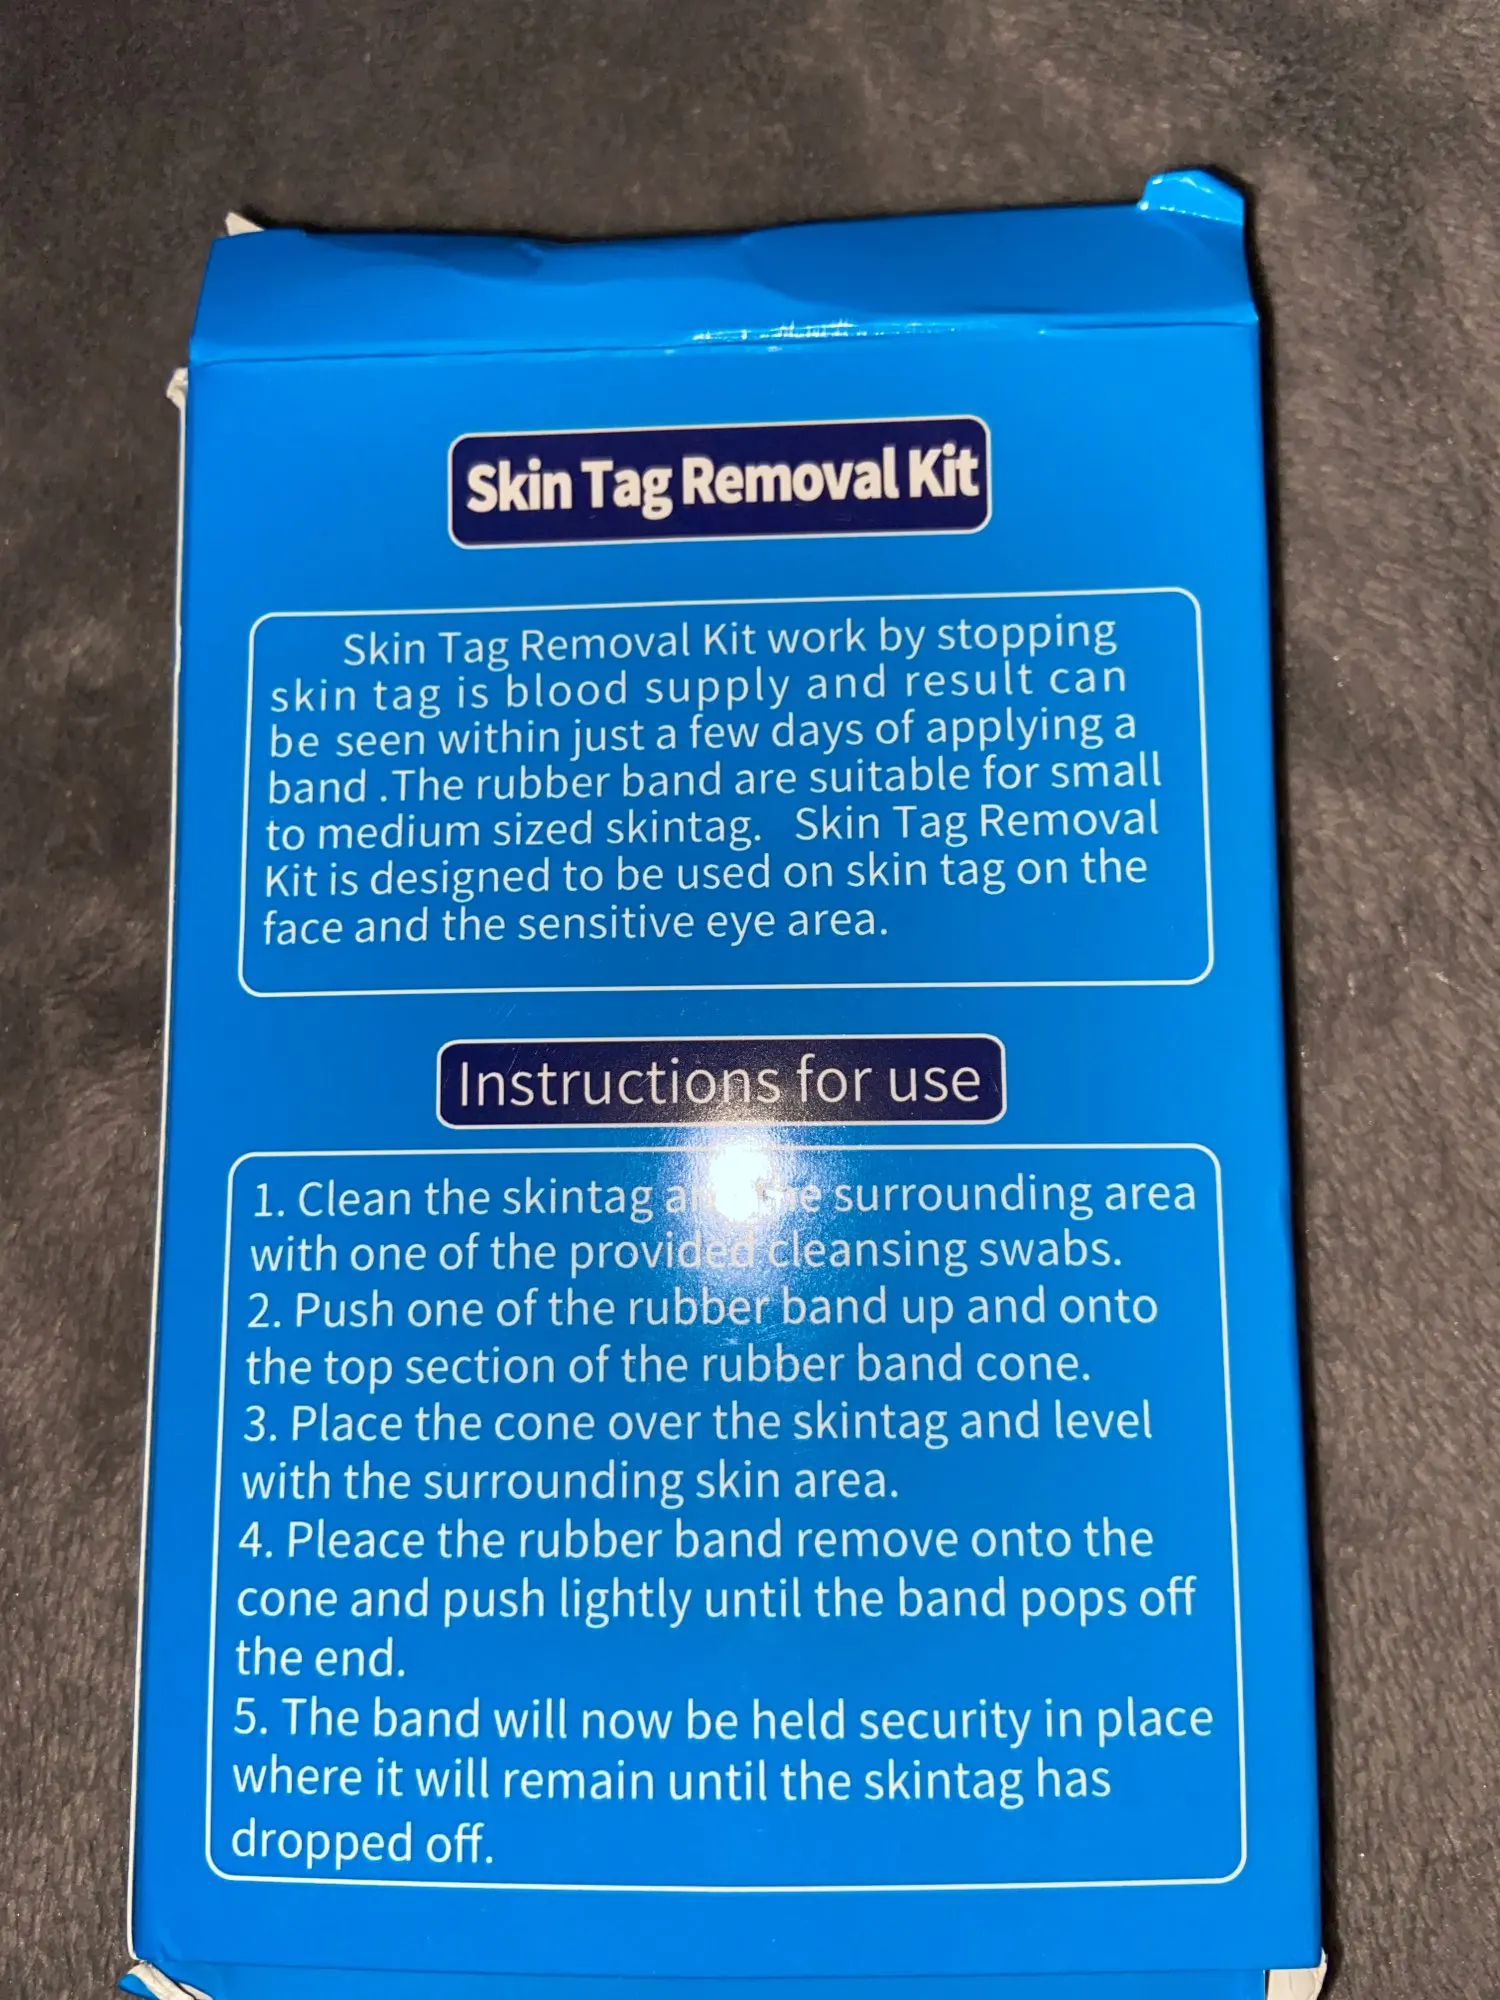 Skin Tag Removal Kit
Skin Tag Removal Kit work by stopping
skin tag is blood supply and result can
be seen within just a few days of applying a
band .The rubber band are suitable for small
to medium sized skintag. Skin Tag Removal
Kit is designed to be used on skin tag on the
face and the sensitive eye area.
Instructions for use
1. Clean the skintag surrounding area
with one of the provided cleansing swabs.
2. Push one of the rubber band up and onto
the top section of the rubber band cone.
3. Place the cone over the skintag and level
with the surrounding skin area.
4. Pleace the rubber band remove onto the
cone and push lightly until the band pops off
the end.
5. The band will now be held security in place
where it will remain until the skintag has
dropped off.